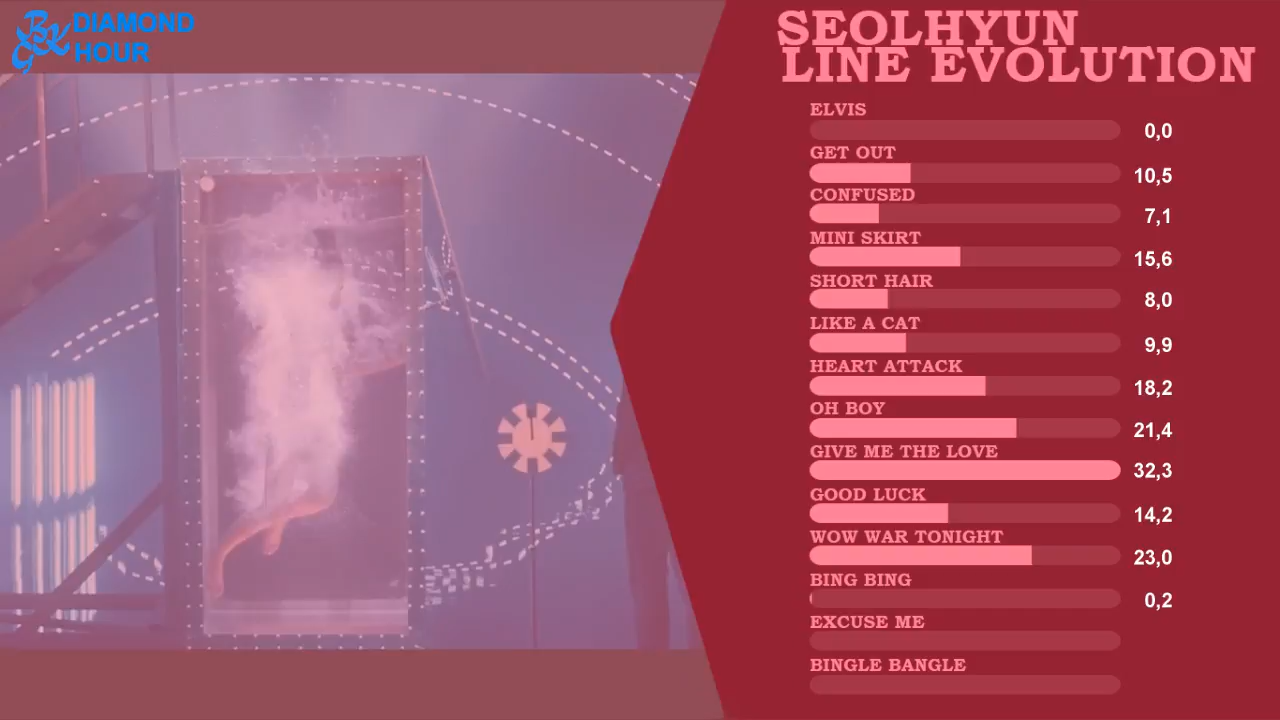 DIAMOND
HOUR
SEOLHYUN
LINE EVOLUTION
ELVIS
0,0
GET OUT
10,5
CONFUSED
7,1
MINI SKIRT
15,6
SHORT HAIR
8,0
LIKE A CAT
9,9
HEART ATTACK
18,2
OH BOY
21,4
GIVE ME THE LOVE
32,3
GOOD LUCK
14,2
WOW WAR TONIGHT
23,0
BING BING
0,2
EXCUSE ME
BINGLE BANGLE